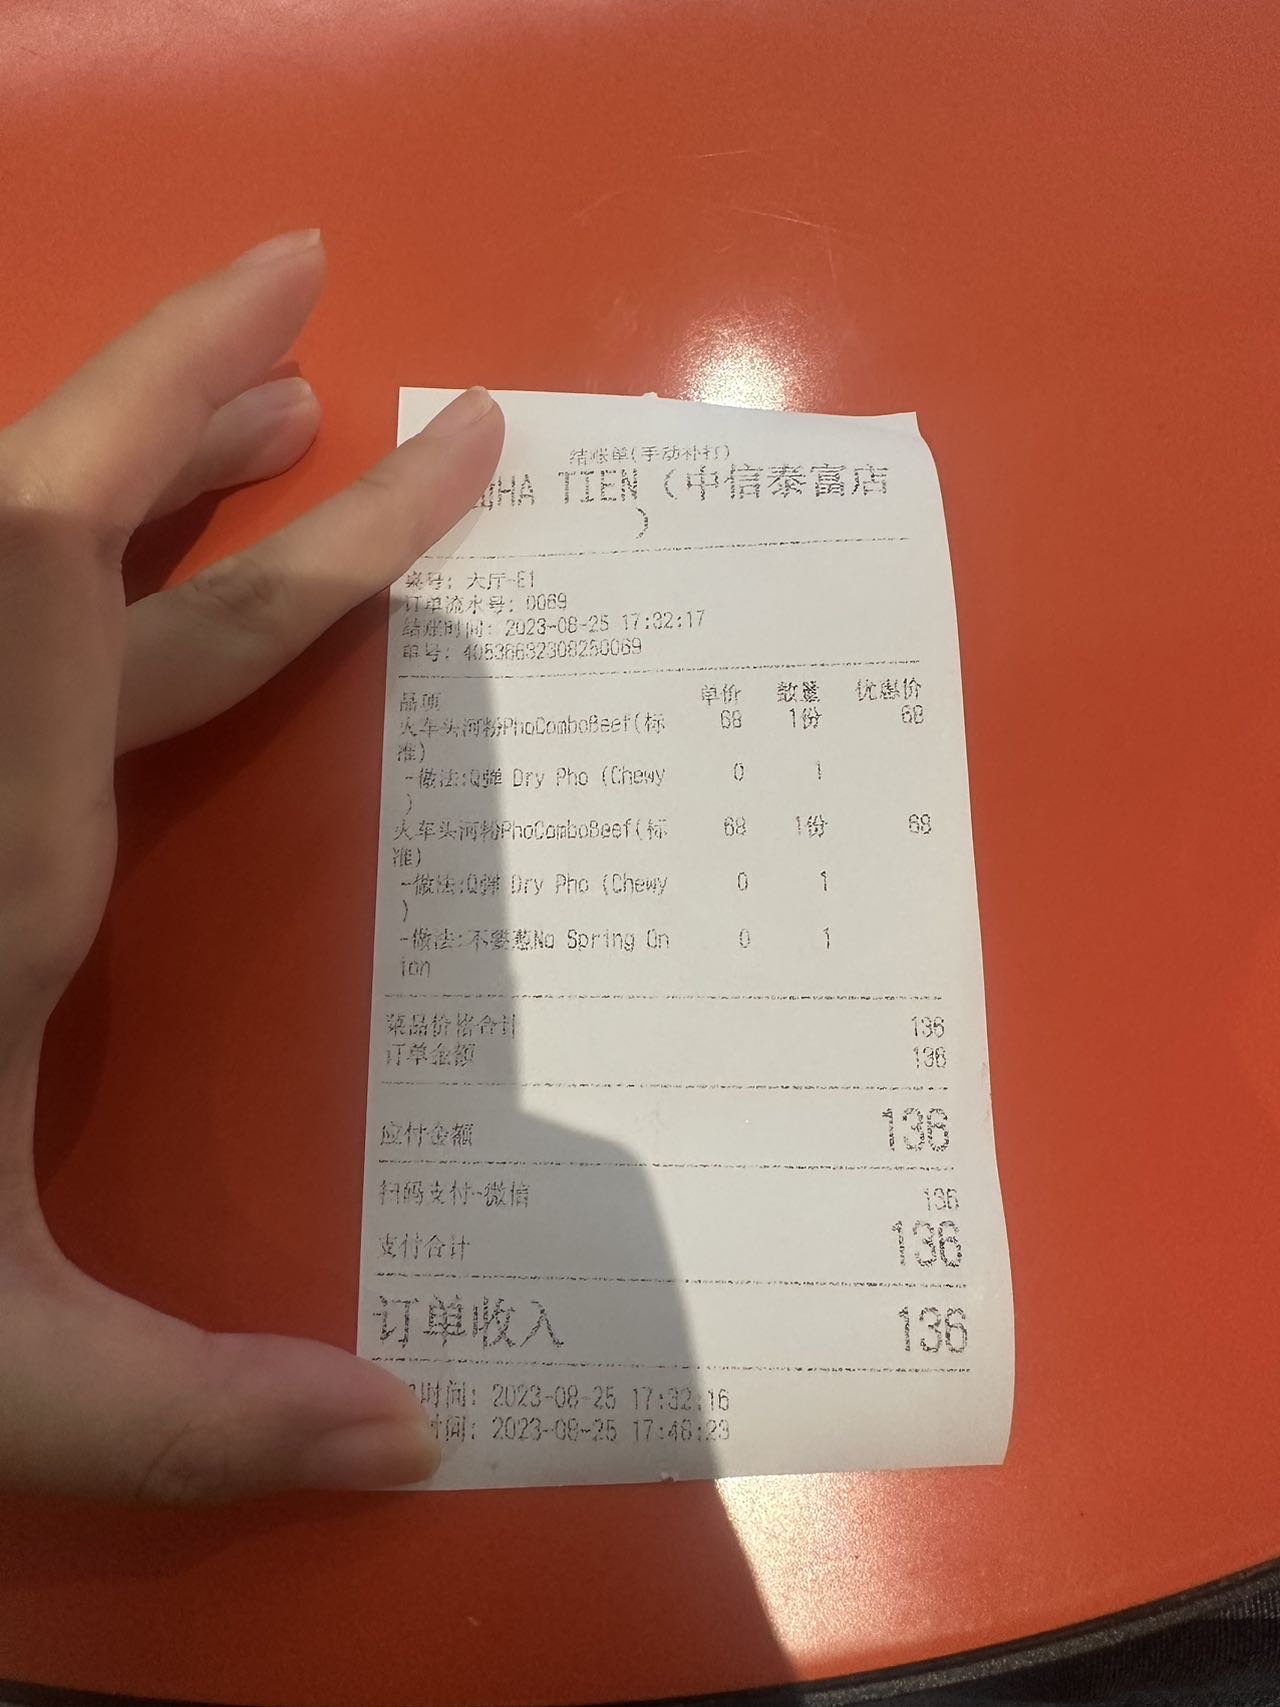 结账单(手动补打)
HA TIEN (中信泰富店
)
桌号: 大厅-E1
订单流水号: 0069
结账时间: 2023-08-25 17:32:17
单号: 40536632308250069
品项 单价 数量 优惠价
火车头河粉PhoComboBeef(标 68 1份 68
准)
-做法:Q弹 Dry Pho (Chewy 0 1
)
火车头河粉PhoComboBeef(标 68 1份 68
准)
-做法:Q弹 Dry Pho (Chewy 0 1
)
-做法:不要葱No Spring On 0 1
ion
菜品价格合计 136
订单金额 136
应付金额 136
扫码支付-微信 136
支付合计 136
订单收入 136
时间: 2023-08-25 17:32:16
时间: 2023-08-25 17:48:23